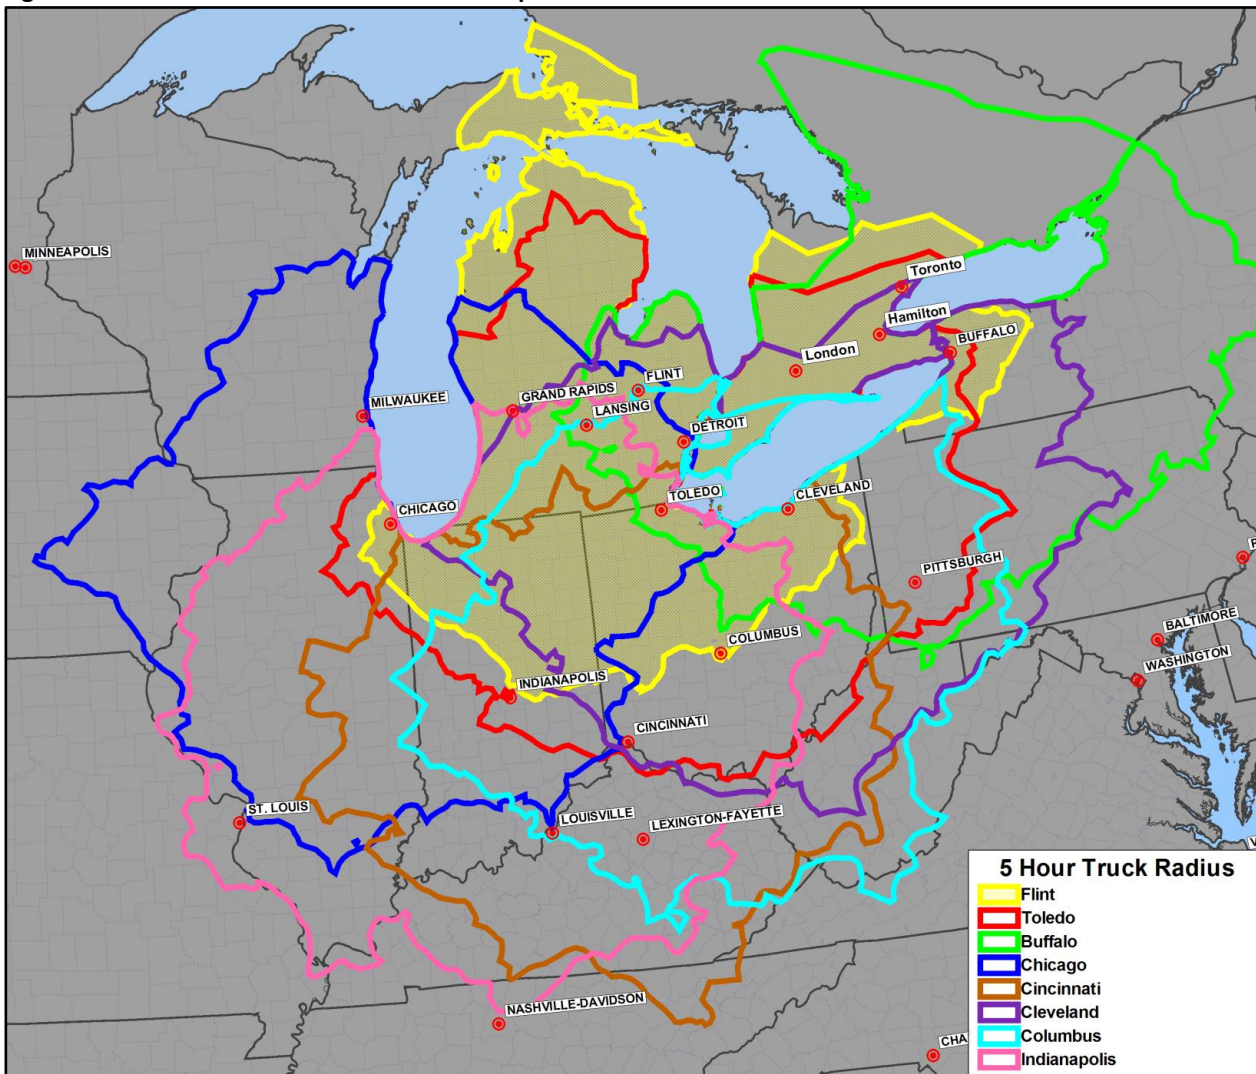 MINNEAPOLIS
Toronto
Hamilton
BUFFALO
London
FLINT
GRAND RAPIDS
MILWAUKEE
LANSING
DETROIT
TOLEDO
CLEVELAND
CHICAGO
PITTSBURGH
BALTIMORE
COLUMBUS
WASHINGTON
INDIANAPOLIS
CINCINNATI
ST. LOUIS
LOUISVILLE
LEXINGTON-FAYETTE
NASHVILLE-DAVIDSON
CHA
5 Hour Truck Radius
Flint
Toledo
Buffalo
Chicago
Cincinnati
Cleveland
Columbus
Indianapolis